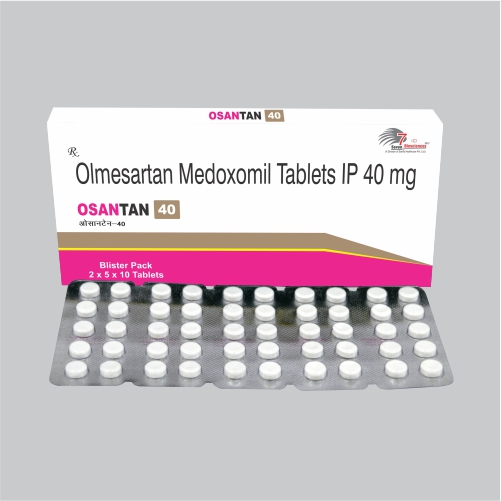 OSANTAN 40
Rx
Olmesartan Medoxomil Tablets IP 40 mg
OSANTAN 40
ओसानटेन-40
Blister Pack
2 x 5 x 10 Tablets